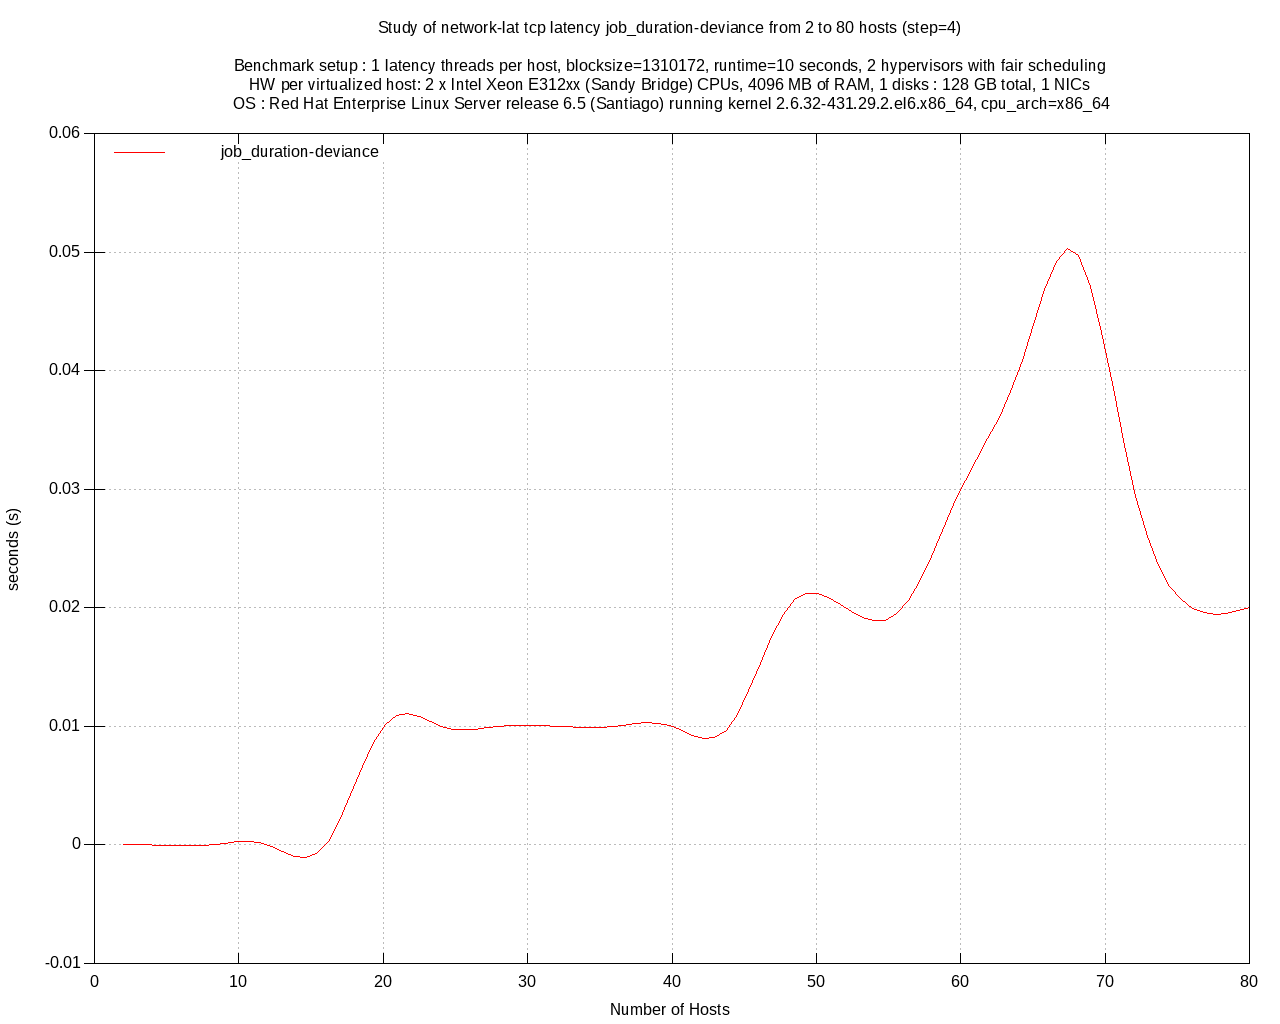 Study of network-lat tcp latency job_duration-deviance from 2 to 80 hosts (step=4)
Benchmark setup : 1 latency threads per host, blocksize=1310172, runtime=10 seconds, 2 hypervisors with fair scheduling
HW per virtualized host: 2 x Intel Xeon E312xx (Sandy Bridge) CPUs, 4096 MB of RAM, 1 disks : 128 GB total, 1 NICs
OS : Red Hat Enterprise Linux Server release 6.5 (Santiago) running kernel 2.6.32-431.29.2.el6.x86_64, cpu_arch=x86_64
job_duration-deviance
0.06
0.05
0.04
0.03
0.02
0.01
0
-0.01
seconds (s)
0 10 20 30 40 50 60 70 80
Number of Hosts